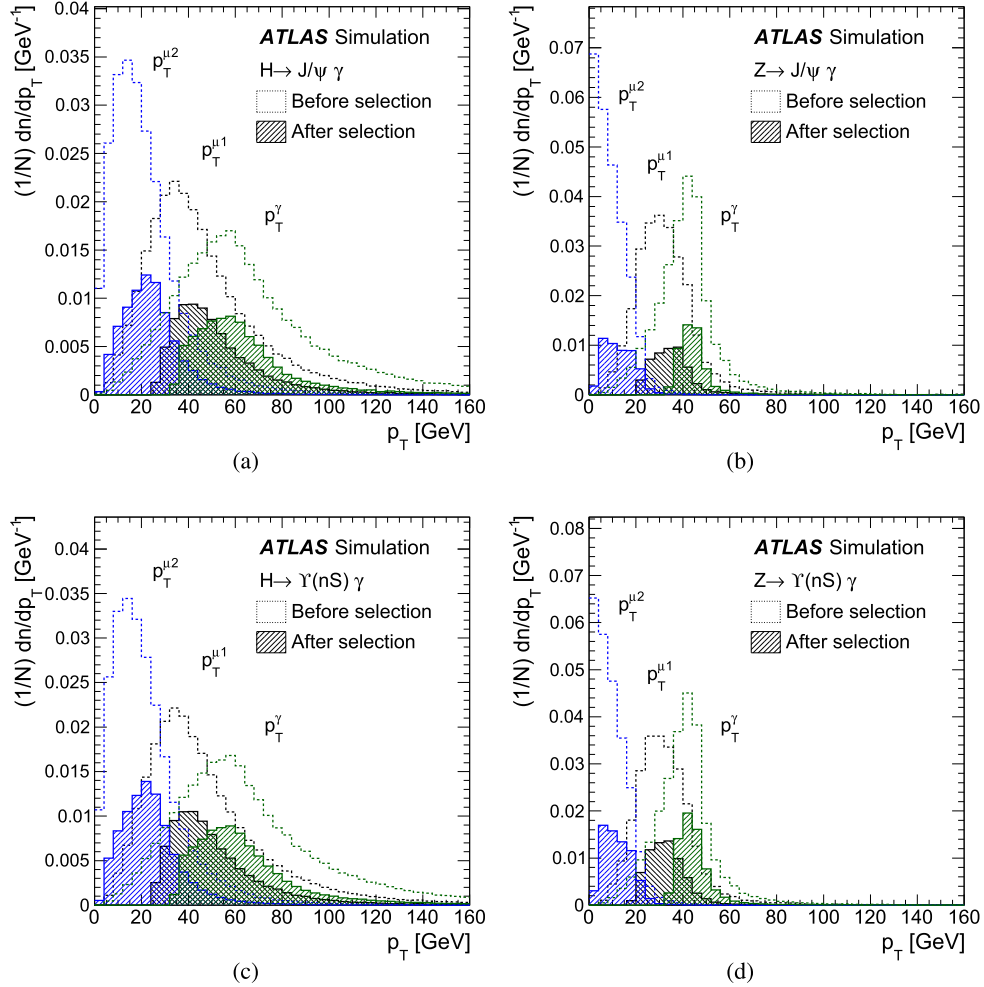 (1/N) dn/dp_T [GeV⁻¹]
0.04
0.035
0.03
0.025
0.02
0.015
0.01
0.005
0
ATLAS Simulation
H→ J/ψ γ
Before selection
After selection
p_T^μ2
p_T^μ1
p_T^γ
0 20 40 60 80 100 120 140 160
p_T [GeV]
(a)
(1/N) dn/dp_T [GeV⁻¹]
0.07
0.06
0.05
0.04
0.03
0.02
0.01
0
ATLAS Simulation
Z→ J/ψ γ
Before selection
After selection
p_T^μ2
p_T^μ1
p_T^γ
0 20 40 60 80 100 120 140 160
p_T [GeV]
(b)
(1/N) dn/dp_T [GeV⁻¹]
0.04
0.035
0.03
0.025
0.02
0.015
0.01
0.005
0
ATLAS Simulation
H→ ϒ(nS) γ
Before selection
After selection
p_T^μ2
p_T^μ1
p_T^γ
0 20 40 60 80 100 120 140 160
p_T [GeV]
(c)
(1/N) dn/dp_T [GeV⁻¹]
0.08
0.07
0.06
0.05
0.04
0.03
0.02
0.01
0
ATLAS Simulation
Z→ ϒ(nS) γ
Before selection
After selection
p_T^μ2
p_T^μ1
p_T^γ
0 20 40 60 80 100 120 140 160
p_T [GeV]
(d)